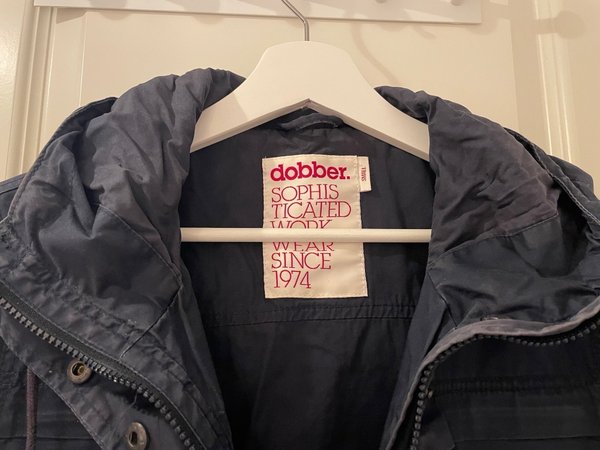 dobber.
SOPHIS
TICATED
WORK
WEAR
SINCE
1974